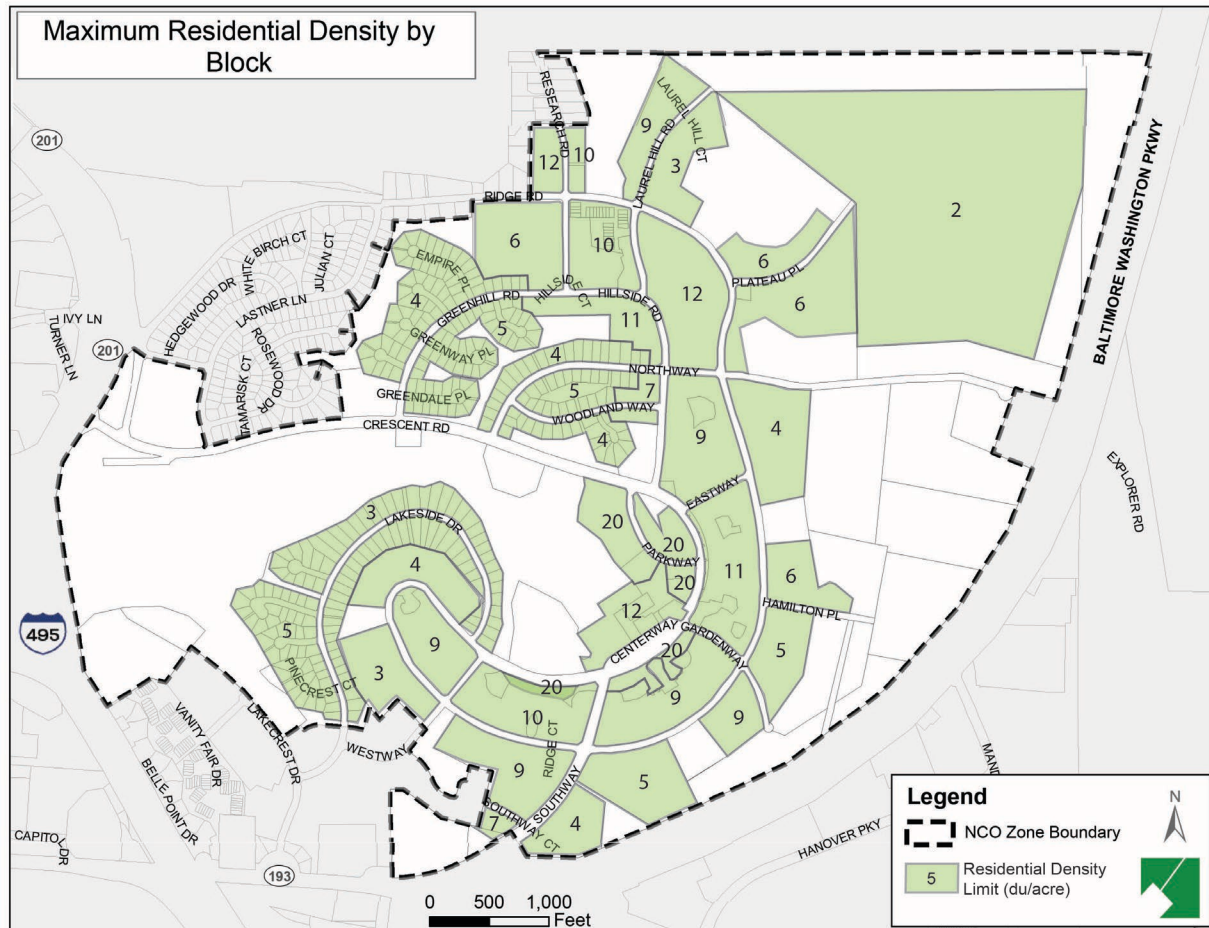 Maximum Residential Density by
Block
201
RESEARCH RD
LAUREL HILL RD
LAUREL HILL CT
9
3
12
10
2
BALTIMORE WASHINGTON PKWY
RIDGE RD
6
10
HEDGEWOOD DR
WHITE BIRCH CT
JULIAN CT
LASTNER LN
ROSEWOOD DR
TAMARISK CT
IVY LN
TURNER LN
201
EMPIRE PL
4
GREENHILL RD
HILLSIDE CT
HILLSIDE RD
12
6
PLATEAU PL
6
5
11
GREENWAY PL
4
NORTHWAY
GREENDALE PL
5
7
WOODLAND WAY
CRESCENT RD
4
9
4
EXPLORER RD
EASTWAY
3
LAKESIDE DR
20
20
PARKWAY
20
11
6
4
12
HAMILTON PL
495
5
PINECREST CT
9
3
CENTERWAY
GARDENWAY
20
5
20
9
9
10
RIDGE CT
VANITY FAIR DR
LAKECREST DR
WESTWAY
BELLE POINT DR
9
SOUTHWAY
5
SOUTHWAY CT
7
4
CAPITOL DR
193
HANOVER PKY
MAND
0 500 1,000
Feet
Legend
N
NCO Zone Boundary
5
Residential Density
Limit (du/acre)